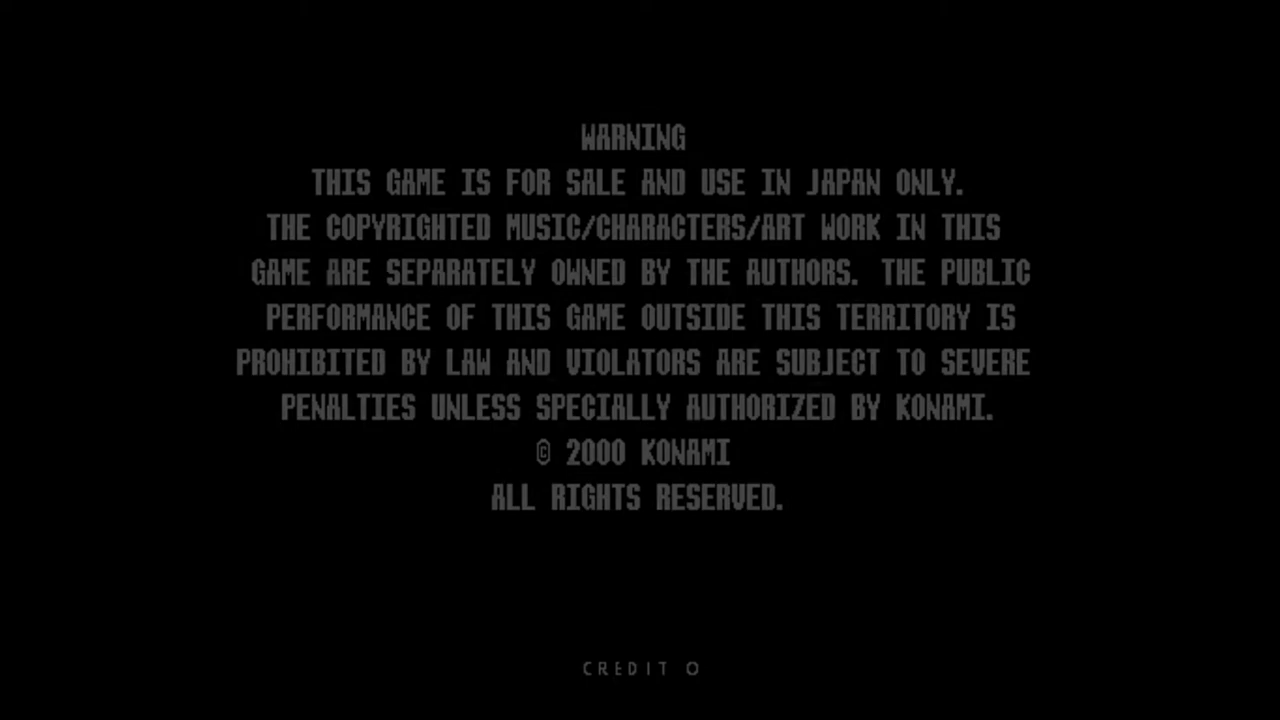 WARNING
THIS GAME IS FOR SALE AND USE IN JAPAN ONLY.
THE COPYRIGHTED MUSIC/CHARACTERS/ART WORK IN THIS
GAME ARE SEPARATELY OWNED BY THE AUTHORS. THE PUBLIC
PERFORMANCE OF THIS GAME OUTSIDE THIS TERRITORY IS
PROHIBITED BY LAW AND VIOLATORS ARE SUBJECT TO SEVERE
PENALTIES UNLESS SPECIALLY AUTHORIZED BY KONAMI.
© 2000 KONAMI
ALL RIGHTS RESERVED.
CREDIT 0